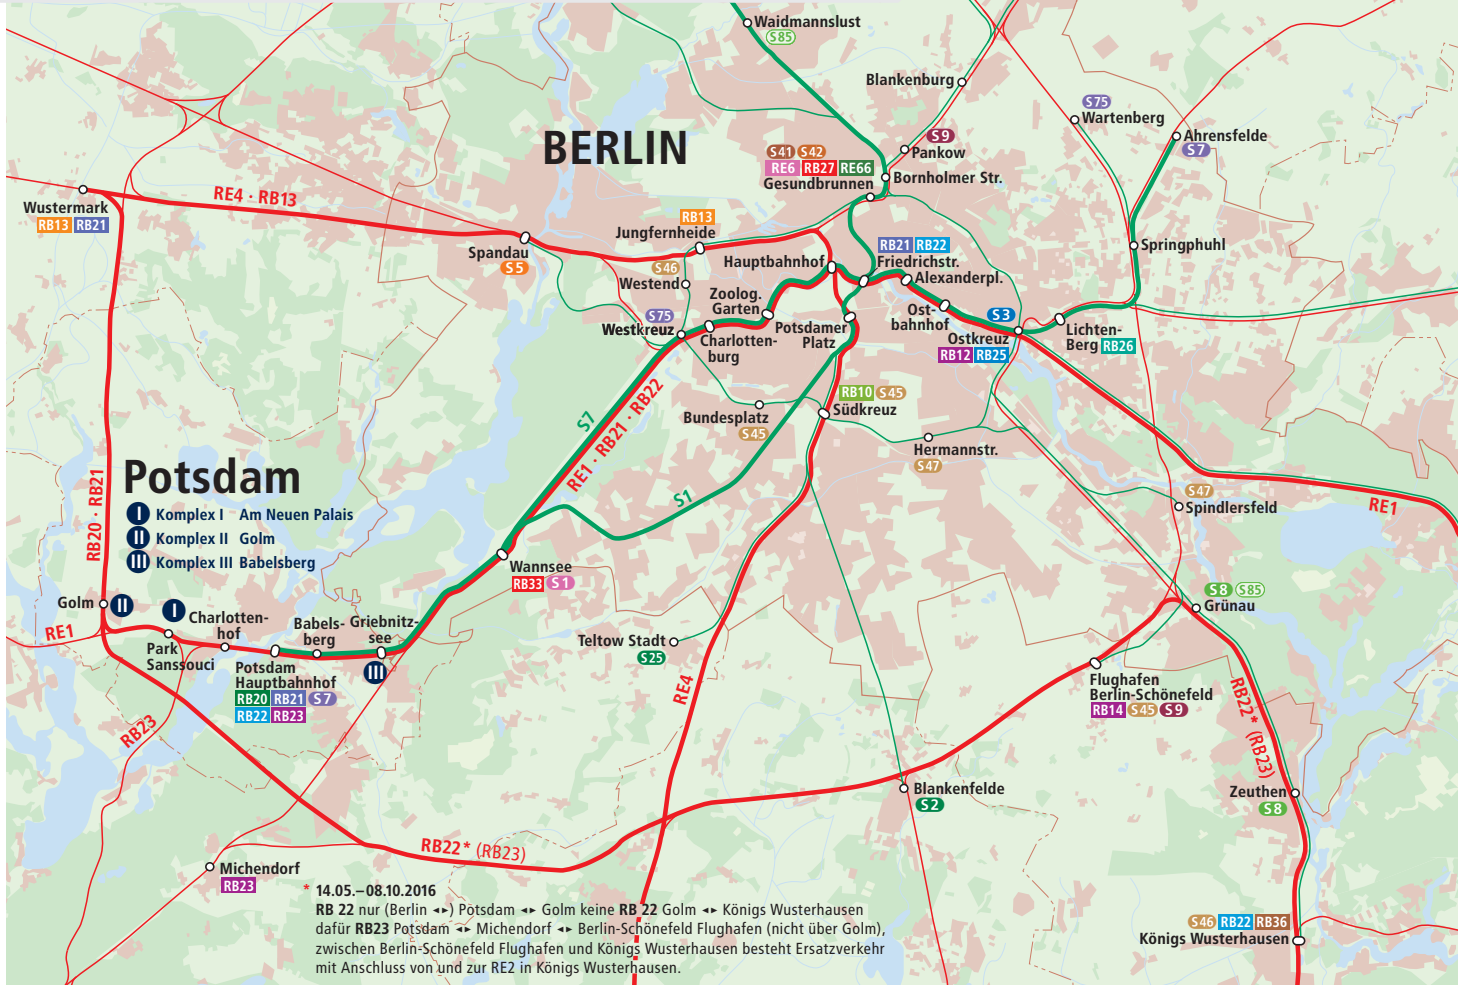 Waidmannslust
S85
Blankenburg
S75
Wartenberg
Ahrensfelde
S7
BERLIN
S9
Pankow
S41 S42
RE6 RB27 RE66
Gesundbrunnen
Bornholmer Str.
RE4 · RB13
Wustermark
RB13 RB21
RB13
Jungfernheide
Spandau
S5
S46
Westend
Hauptbahnhof
RB21 RB22
Friedrichstr.
Alexanderpl.
Springphuhl
Zoolog.
Garten
S75
Westkreuz
Charlotten-
burg
Potsdamer
Platz
Ost-
bahnhof
S3
Ostkreuz
RB12 RB25
Lichten-
Berg RB26
S7
RE1 · RB21 · RB22
Bundesplatz
S45
RB10 S45
Südkreuz
Hermannstr.
S47
S1
S47
Spindlersfeld
RE1
Potsdam
I Komplex I Am Neuen Palais
II Komplex II Golm
III Komplex III Babelsberg
RB20 · RB21
Wannsee
RB33 S1
Golm II
I
Charlotten-
hof
RE1
Park
Sanssouci
Babels-
berg
Griebnitz-
see
III
Potsdam
Hauptbahnhof
RB20 RB21 S7
RB22 RB23
RB23
Teltow Stadt
S25
RE4
S8 S85
Grünau
Flughafen
Berlin-Schönefeld
RB14 S45 S9
RB22* (RB23)
Zeuthen
S8
Blankenfelde
S2
RB22* (RB23)
Michendorf
RB23
S46 RB22 RB36
Königs Wusterhausen
* 14.05.–08.10.2016
RB 22 nur (Berlin ◄►) Potsdam ◄► Golm keine RB 22 Golm ◄► Königs Wusterhausen
dafür RB23 Potsdam ◄► Michendorf ◄► Berlin-Schönefeld Flughafen (nicht über Golm),
zwischen Berlin-Schönefeld Flughafen und Königs Wusterhausen besteht Ersatzverkehr
mit Anschluss von und zur RE2 in Königs Wusterhausen.